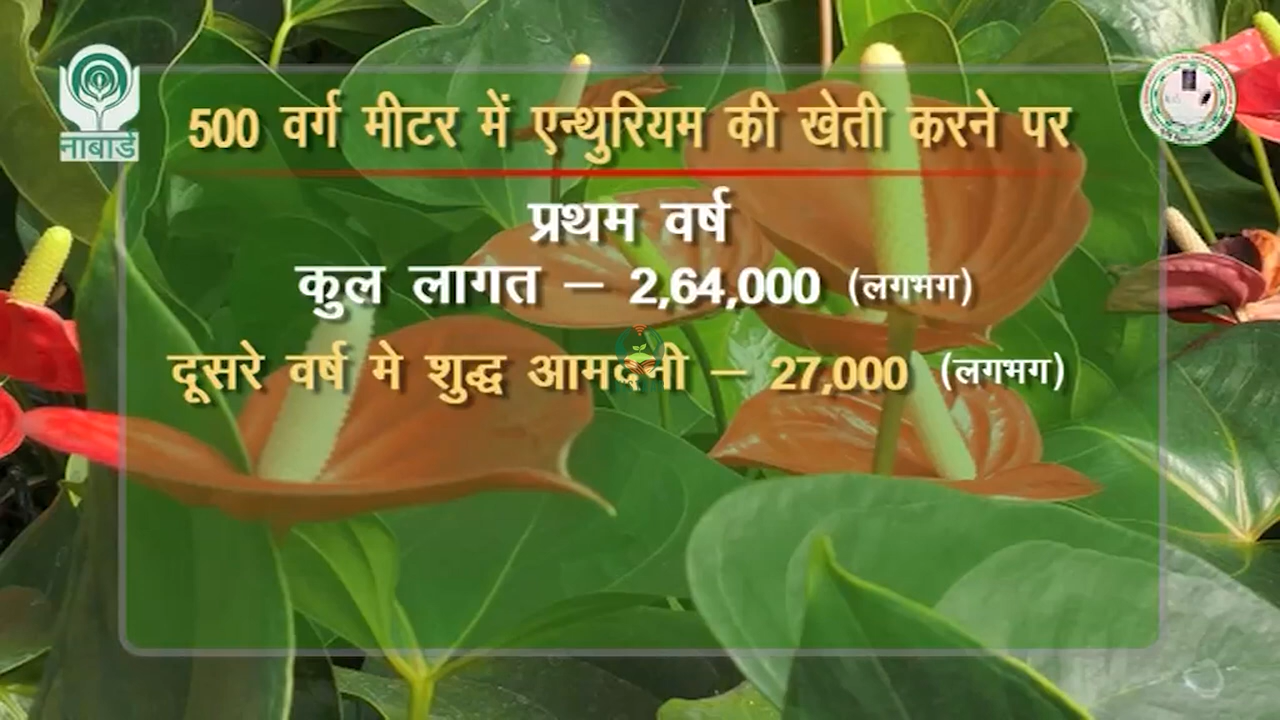 500 वर्ग मीटर में एन्थुरियम की खेती करने पर
प्रथम वर्ष
कुल लागत – 2,64,000 (लगभग)
दूसरे वर्ष मे शुद्ध आमदनी – 27,000 (लगभग)
नाबार्ड